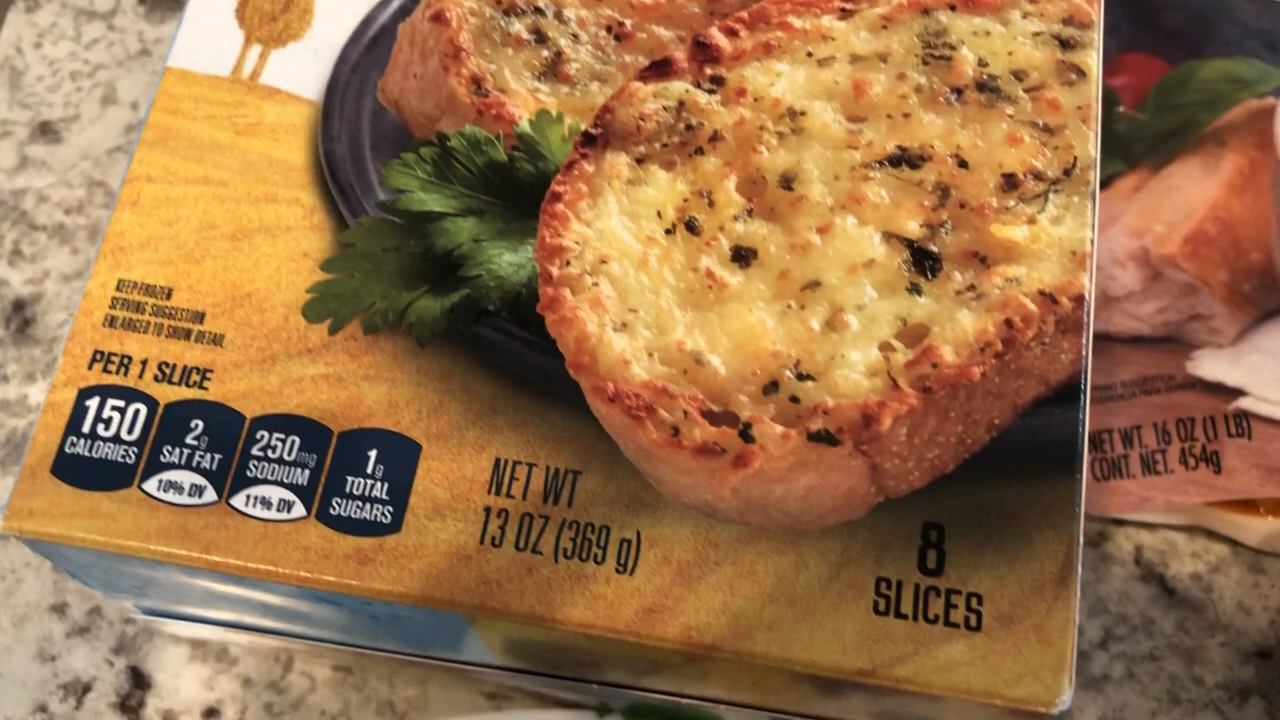 KEEP FROZEN
SERVING SUGGESTION
ENLARGED TO SHOW DETAIL
PER 1 SLICE
150
CALORIES
2g
SAT FAT
10% DV
250mg
SODIUM
11% DV
1g
TOTAL
SUGARS
NET WT
13 OZ (369 g)
8
SLICES
NET WT. 16 OZ (1 LB)
CONT. NET. 454g